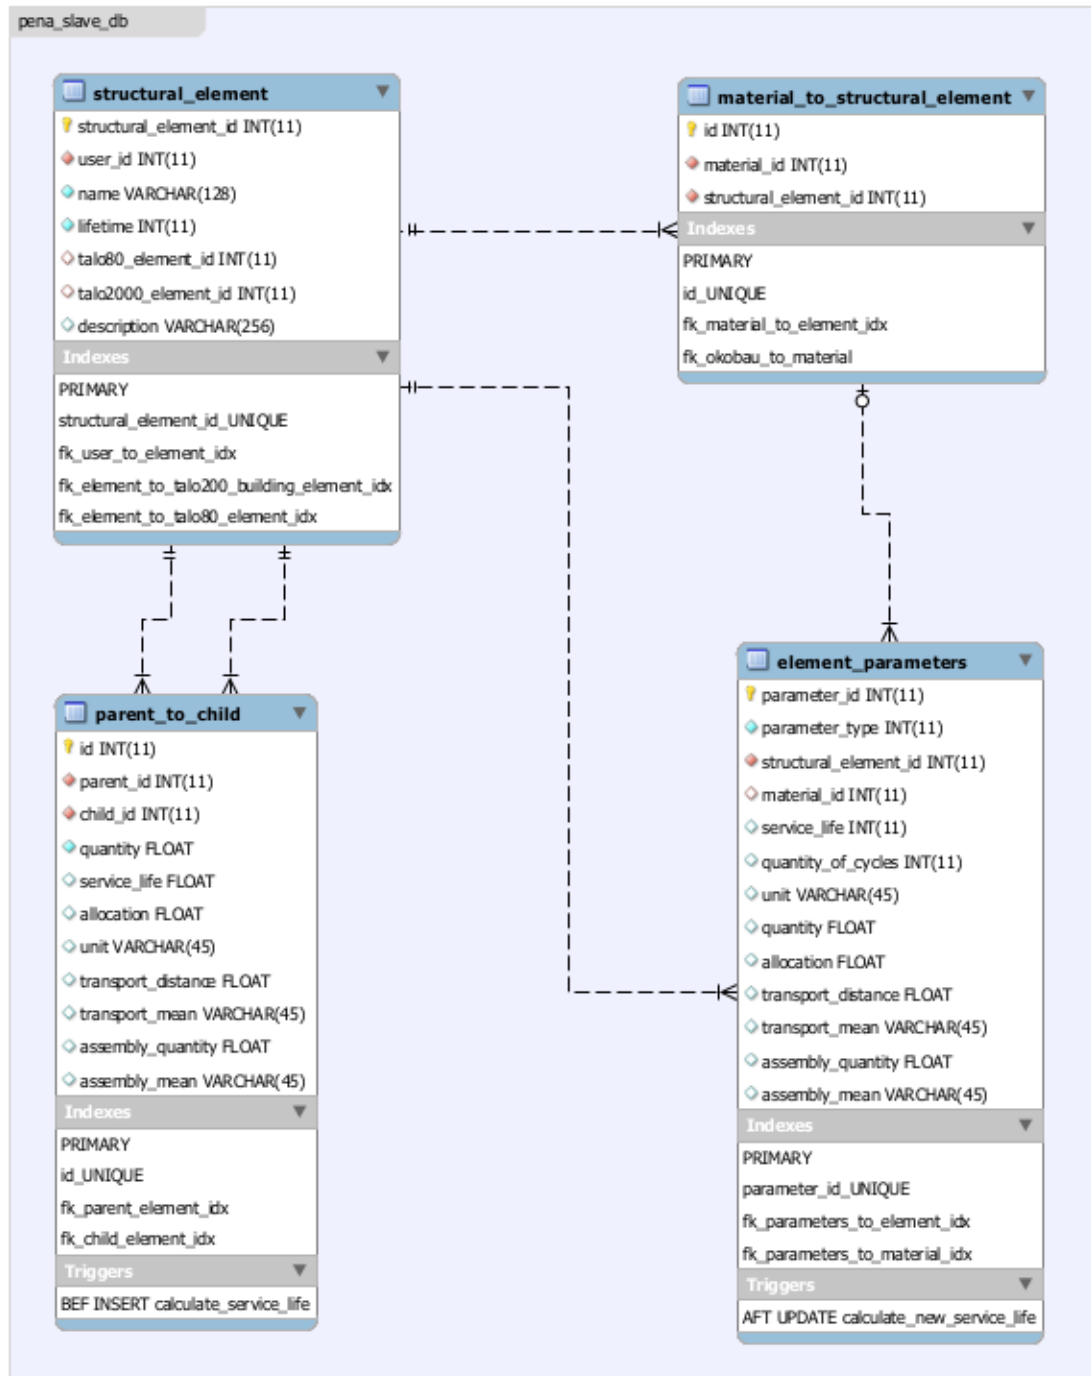 pena_slave_db
structural_element
structural_element_id INT(11)
user_id INT(11)
name VARCHAR(128)
lifetime INT(11)
talo80_element_id INT(11)
talo2000_element_id INT(11)
description VARCHAR(256)
Indexes
PRIMARY
structural_element_id_UNIQUE
fk_user_to_element_idx
fk_element_to_talo200_building_element_idx
fk_element_to_talo80_element_idx
material_to_structural_element
id INT(11)
material_id INT(11)
structural_element_id INT(11)
Indexes
PRIMARY
id_UNIQUE
fk_material_to_element_idx
fk_okobau_to_material
parent_to_child
id INT(11)
parent_id INT(11)
child_id INT(11)
quantity FLOAT
service_life FLOAT
allocation FLOAT
unit VARCHAR(45)
transport_distance FLOAT
transport_mean VARCHAR(45)
assembly_quantity FLOAT
assembly_mean VARCHAR(45)
Indexes
PRIMARY
id_UNIQUE
fk_parent_element_idx
fk_child_element_idx
Triggers
BEF INSERT calculate_service_life
element_parameters
parameter_id INT(11)
parameter_type INT(11)
structural_element_id INT(11)
material_id INT(11)
service_life INT(11)
quantity_of_cycles INT(11)
unit VARCHAR(45)
quantity FLOAT
allocation FLOAT
transport_distance FLOAT
transport_mean VARCHAR(45)
assembly_quantity FLOAT
assembly_mean VARCHAR(45)
Indexes
PRIMARY
parameter_id_UNIQUE
fk_parameters_to_element_idx
fk_parameters_to_material_idx
Triggers
AFT UPDATE calculate_new_service_life